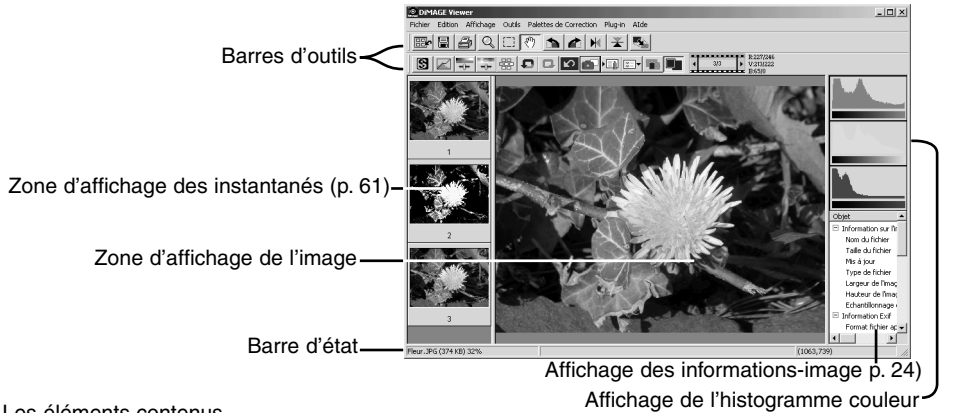 DiMAGE Viewer
Fichier Edition Affichage Outils Palettes de Correction Plug-in AIde
Barres d'outils
3/3
R:227/246
V:213/222
B:65/0
1
Zone d'affichage des instantanés (p. 61)
2
Zone d'affichage de l'image
3
Objet
Information sur l'i
Nom du fichier
Taille du fichier
Mis à jour
Type de fichier
Largeur de l'imag
Hauteur de l'imag
Echantillonnage
Information Exif
Format fichier ap
Barre d'état
Fleur.JPG (374 KB) 32%
(1063,739)
Affichage des informations-image p. 24)
Affichage de l'histogramme couleur
Les éléments contenus